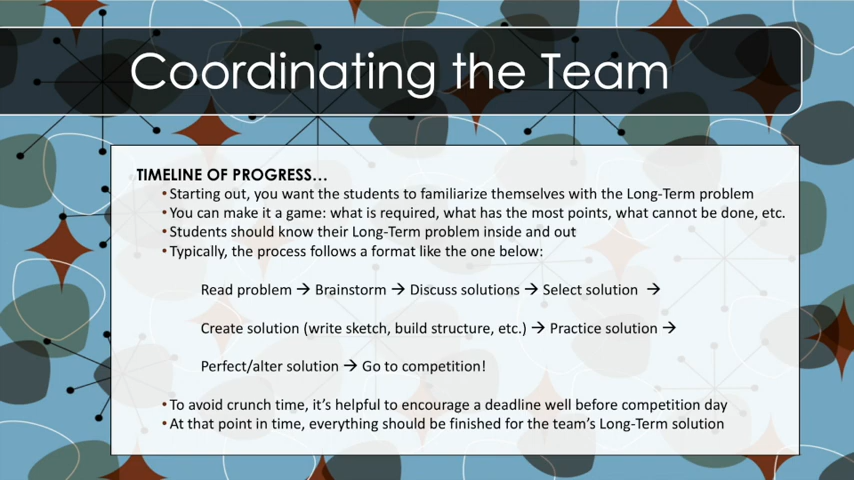 Coordinating the Team
TIMELINE OF PROGRESS...
•Starting out, you want the students to familiarize themselves with the Long-Term problem
•You can make it a game: what is required, what has the most points, what cannot be done, etc.
•Students should know their Long-Term problem inside and out
•Typically, the process follows a format like the one below:
Read problem → Brainstorm → Discuss solutions → Select solution →
Create solution (write sketch, build structure, etc.) → Practice solution →
Perfect/alter solution → Go to competition!
•To avoid crunch time, it’s helpful to encourage a deadline well before competition day
•At that point in time, everything should be finished for the team’s Long-Term solution